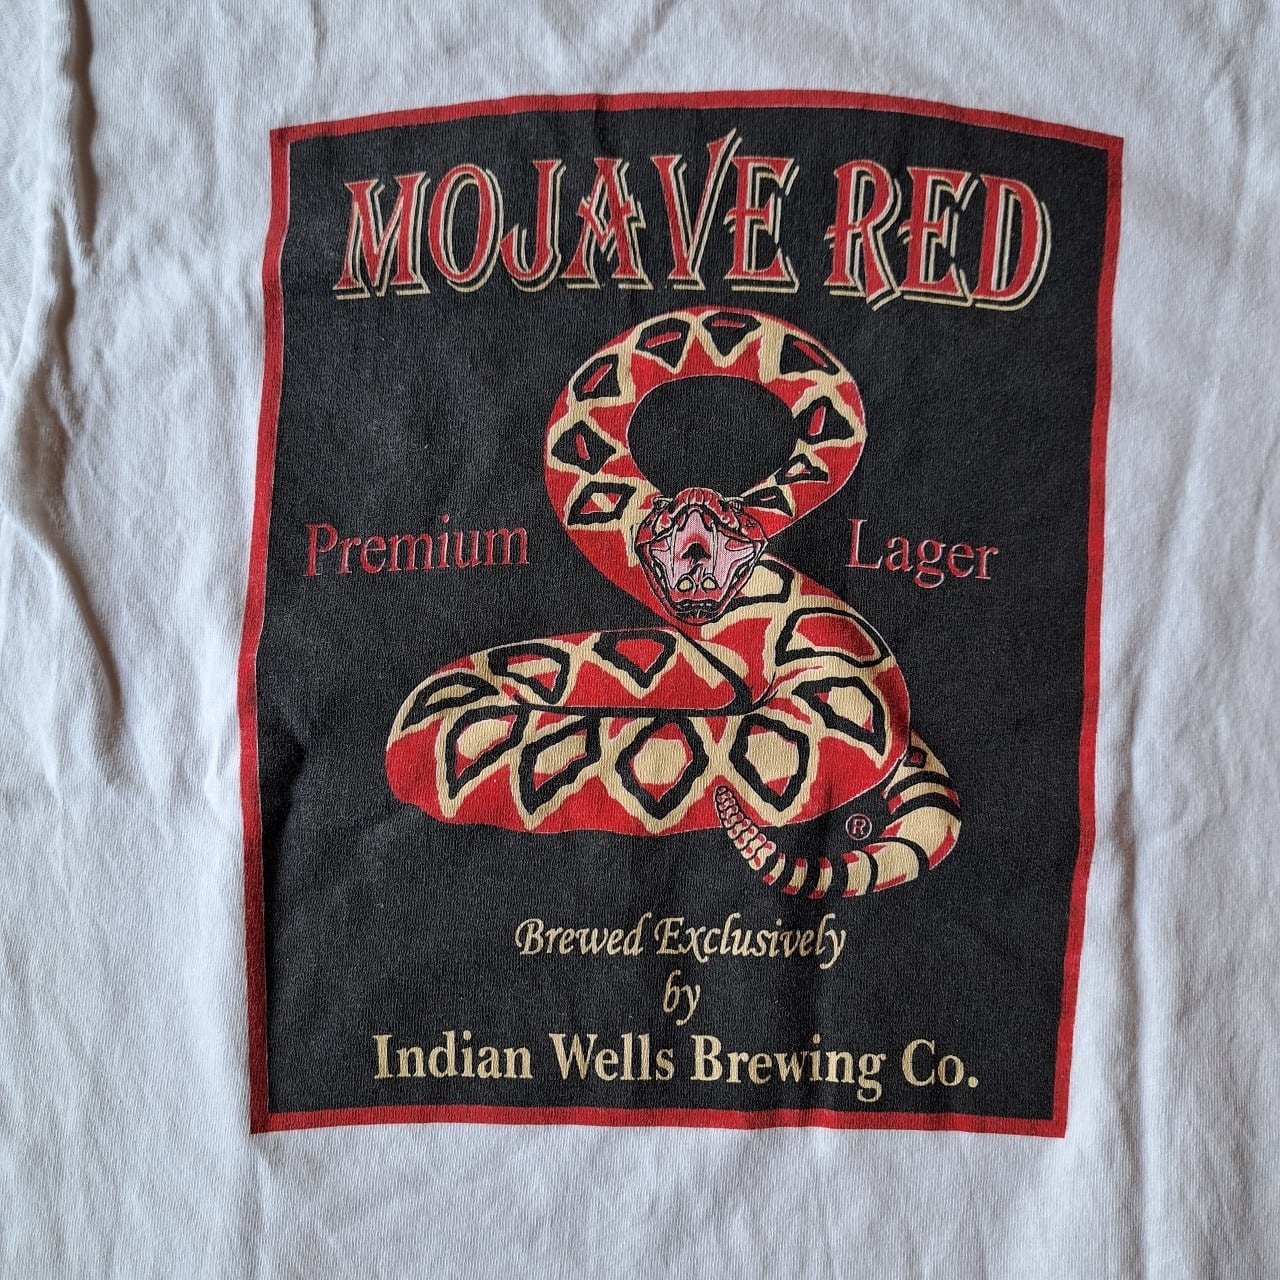 MOJAVE RED
Premium Lager
®
Brewed Exclusively
by
Indian Wells Brewing Co.